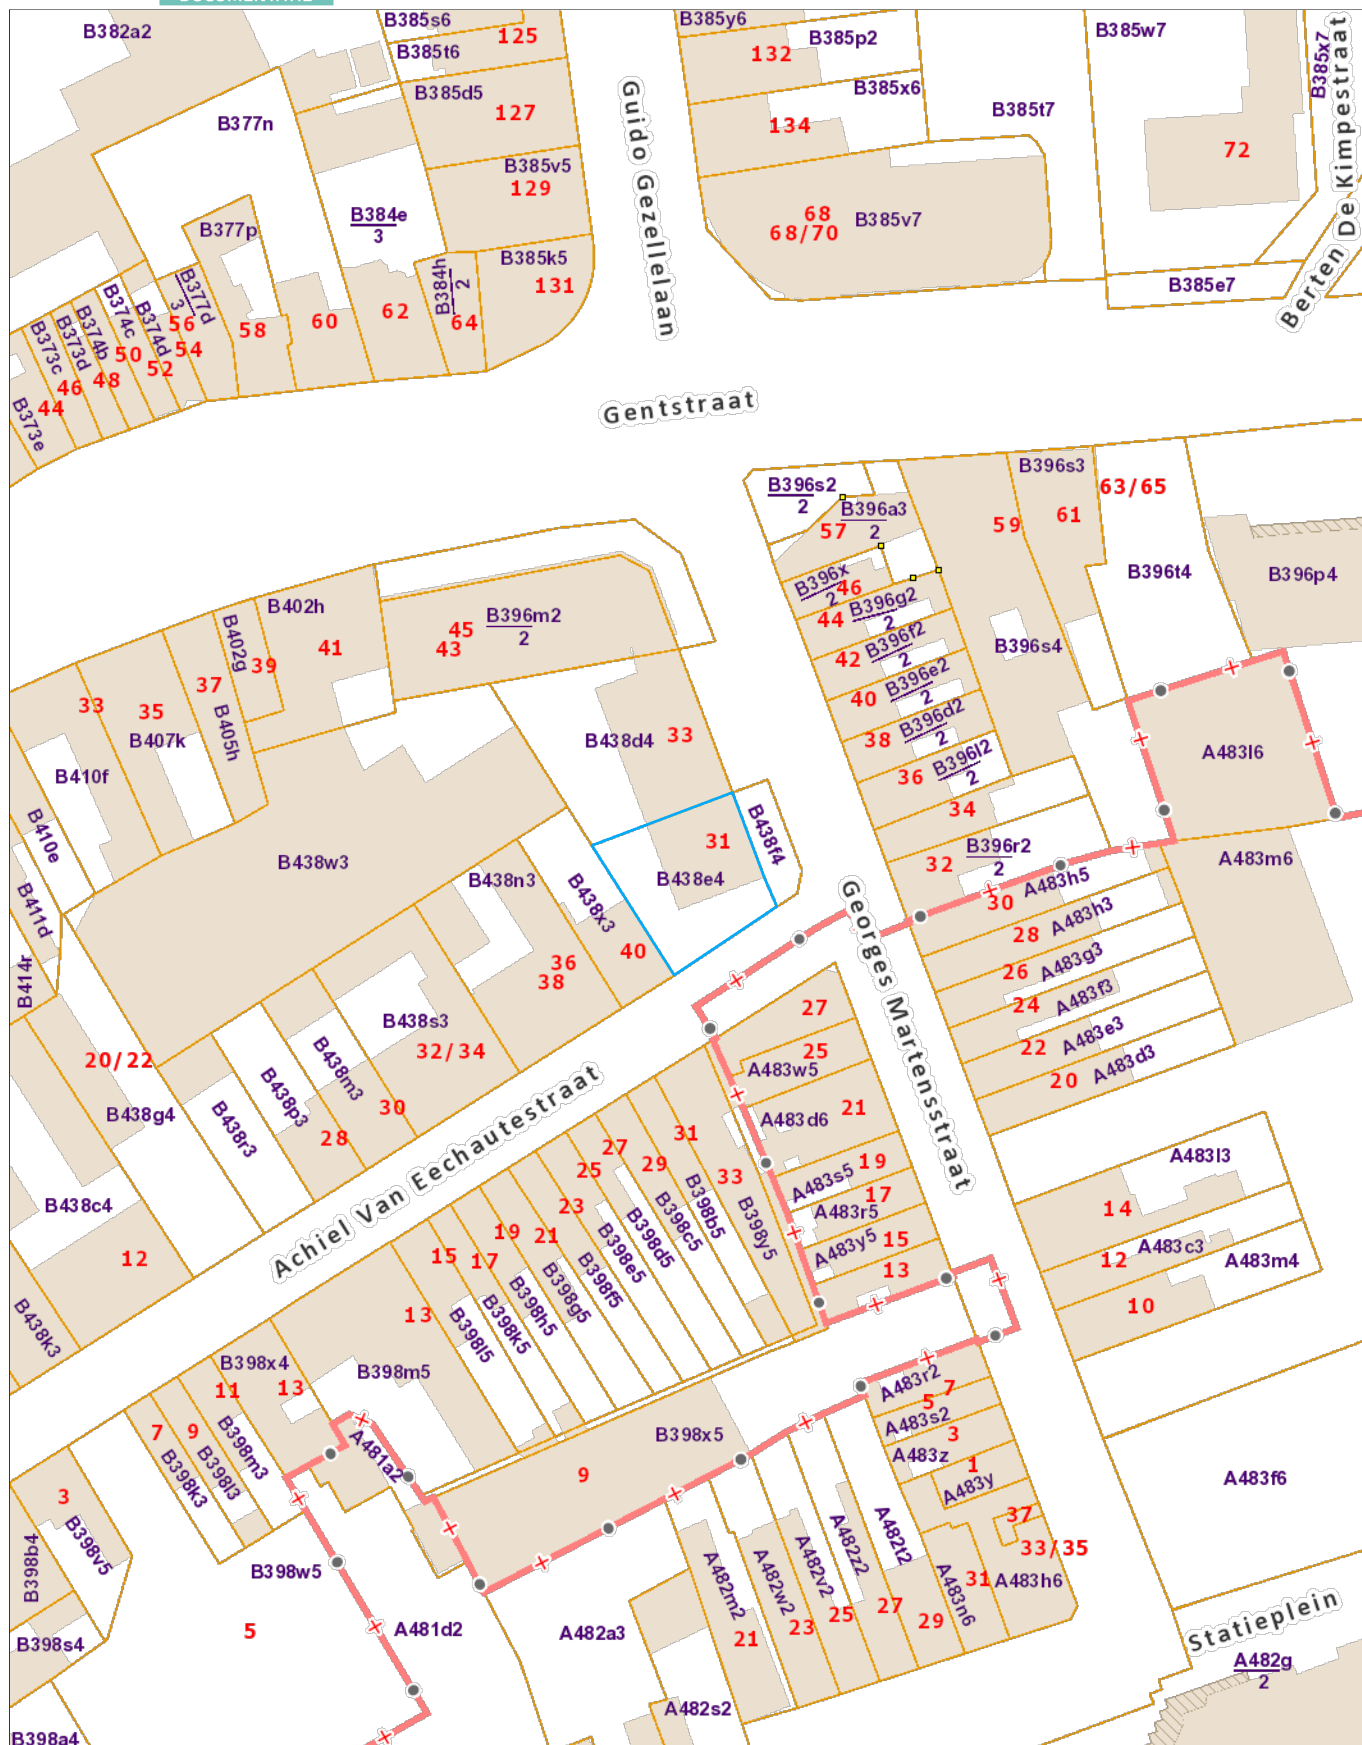 B382a2
B385s6
125
B385t6
B385y6
132
B385p2
B385w7
B385x7
B385d5
127
B385x6
B377n
134
B385t7
72
B385v5
129
Guido Gezellelaan
Berten De Kimpestraat
B384e
3
B377p
68
68/70
B385v7
B385k5
131
B384h
2
B385e7
B377d
3
B374c
B374d
B374b
B373d
B373c
B373e
56
54
58
60
62
64
50
52
48
46
44
Gentstraat
B396s2
2
B396a3
2
57
59
B396s3
61
63/65
B396t4
B396p4
B396x
2
46
B396g2
2
44
B396f2
2
42
B396e2
2
40
B396d2
2
38
B396l2
2
36
34
B396s4
B402h
B402g
39
41
45
43
B396m2
2
37
33
35
B407k
B405h
B438d4
33
A483l6
B410f
B410e
31
B438f4
B438e4
B396r2
2
32
A483m6
B438w3
B438n3
B438x3
A483h5
30
A483h3
28
A483g3
26
A483f3
24
A483e3
22
A483d3
20
B411d
B414r
40
36
38
Georges Martensstraat
B438s3
32/34
B438m3
B438p3
20/22
B438g4
B438r3
30
28
27
25
A483w5
21
A483d6
Achiel Van Eechautestraat
31
27
29
25
33
19
A483s5
17
A483r5
15
A483y5
13
A483l3
14
A483c3
12
A483m4
10
B438c4
12
B438k3
23
21
19
17
15
13
B398y5
B398b5
B398c5
B398d5
B398e5
B398f5
B398g5
B398h5
B398k5
B398l5
B398x4
11
13
B398m5
A483r2
7
5
A483s2
3
A483z
1
A483y
7
9
B398m3
B398l3
B398k3
A481a2
B398x5
9
A483f6
3
B398v5
B398b4
37
33/35
A483h6
31
A483n6
A482t2
A482z2
A482v2
A482w2
A482m2
29
27
25
23
21
B398w5
5
A481d2
A482a3
A482s2
B398s4
B398a4
Statieplein
A482g
2